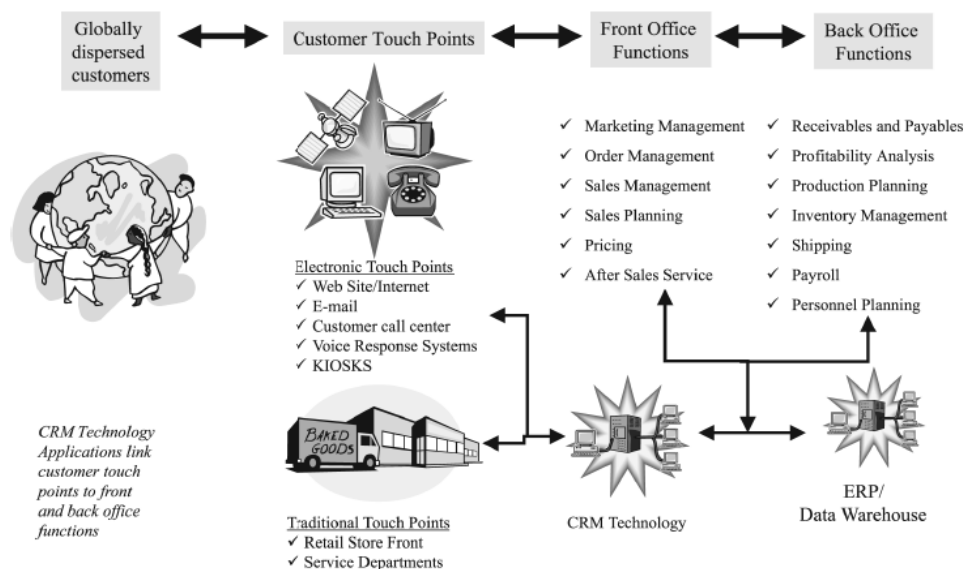 Globally
dispersed
customers
Customer Touch Points
Front Office
Functions
Back Office
Functions
Electronic Touch Points
✓ Web Site/Internet
✓ E-mail
✓ Customer call center
✓ Voice Response Systems
✓ KIOSKS
✓ Marketing Management
✓ Order Management
✓ Sales Management
✓ Sales Planning
✓ Pricing
✓ After Sales Service
✓ Receivables and Payables
✓ Profitability Analysis
✓ Production Planning
✓ Inventory Management
✓ Shipping
✓ Payroll
✓ Personnel Planning
BAKED
GOODS
Traditional Touch Points
✓ Retail Store Front
✓ Service Departments
CRM Technology
ERP/
Data Warehouse
CRM Technology
Applications link
customer touch
points to front
and back office
functions